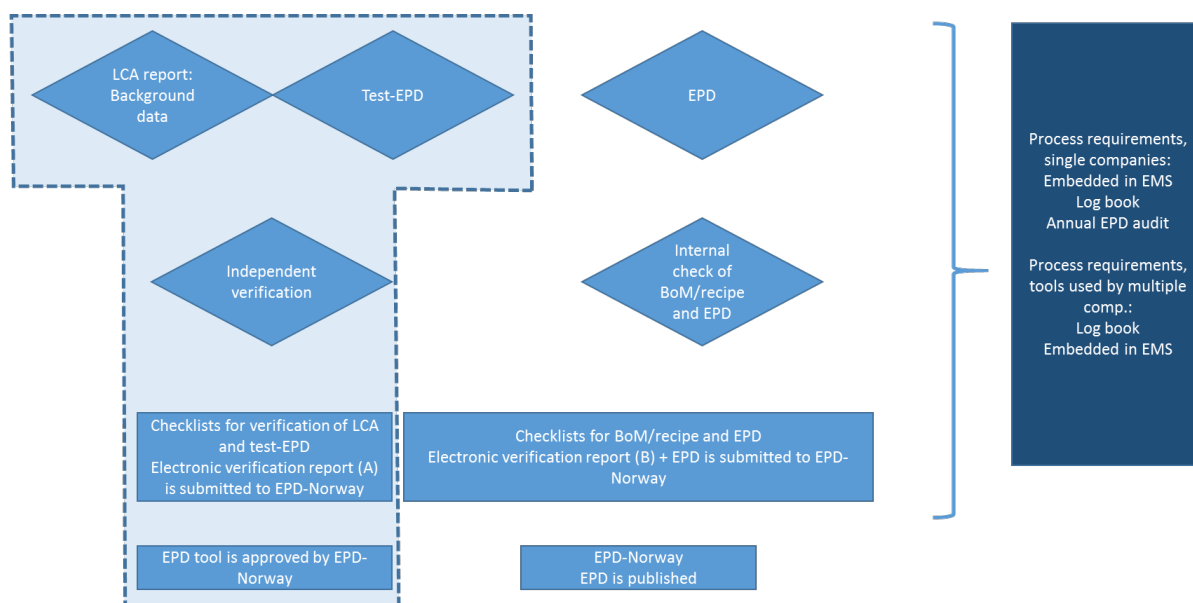 LCA report:
Background
data
Test-EPD
EPD
Independent
verification
Internal
check of
BoM/recipe
and EPD
Checklists for verification of LCA
and test-EPD
Electronic verification report (A)
is submitted to EPD-Norway
Checklists for BoM/recipe and EPD
Electronic verification report (B) + EPD is submitted to EPD-
Norway
EPD tool is approved by EPD-
Norway
EPD-Norway
EPD is published
Process requirements,
single companies:
Embedded in EMS
Log book
Annual EPD audit
Process requirements,
tools used by multiple
comp.:
Log book
Embedded in EMS